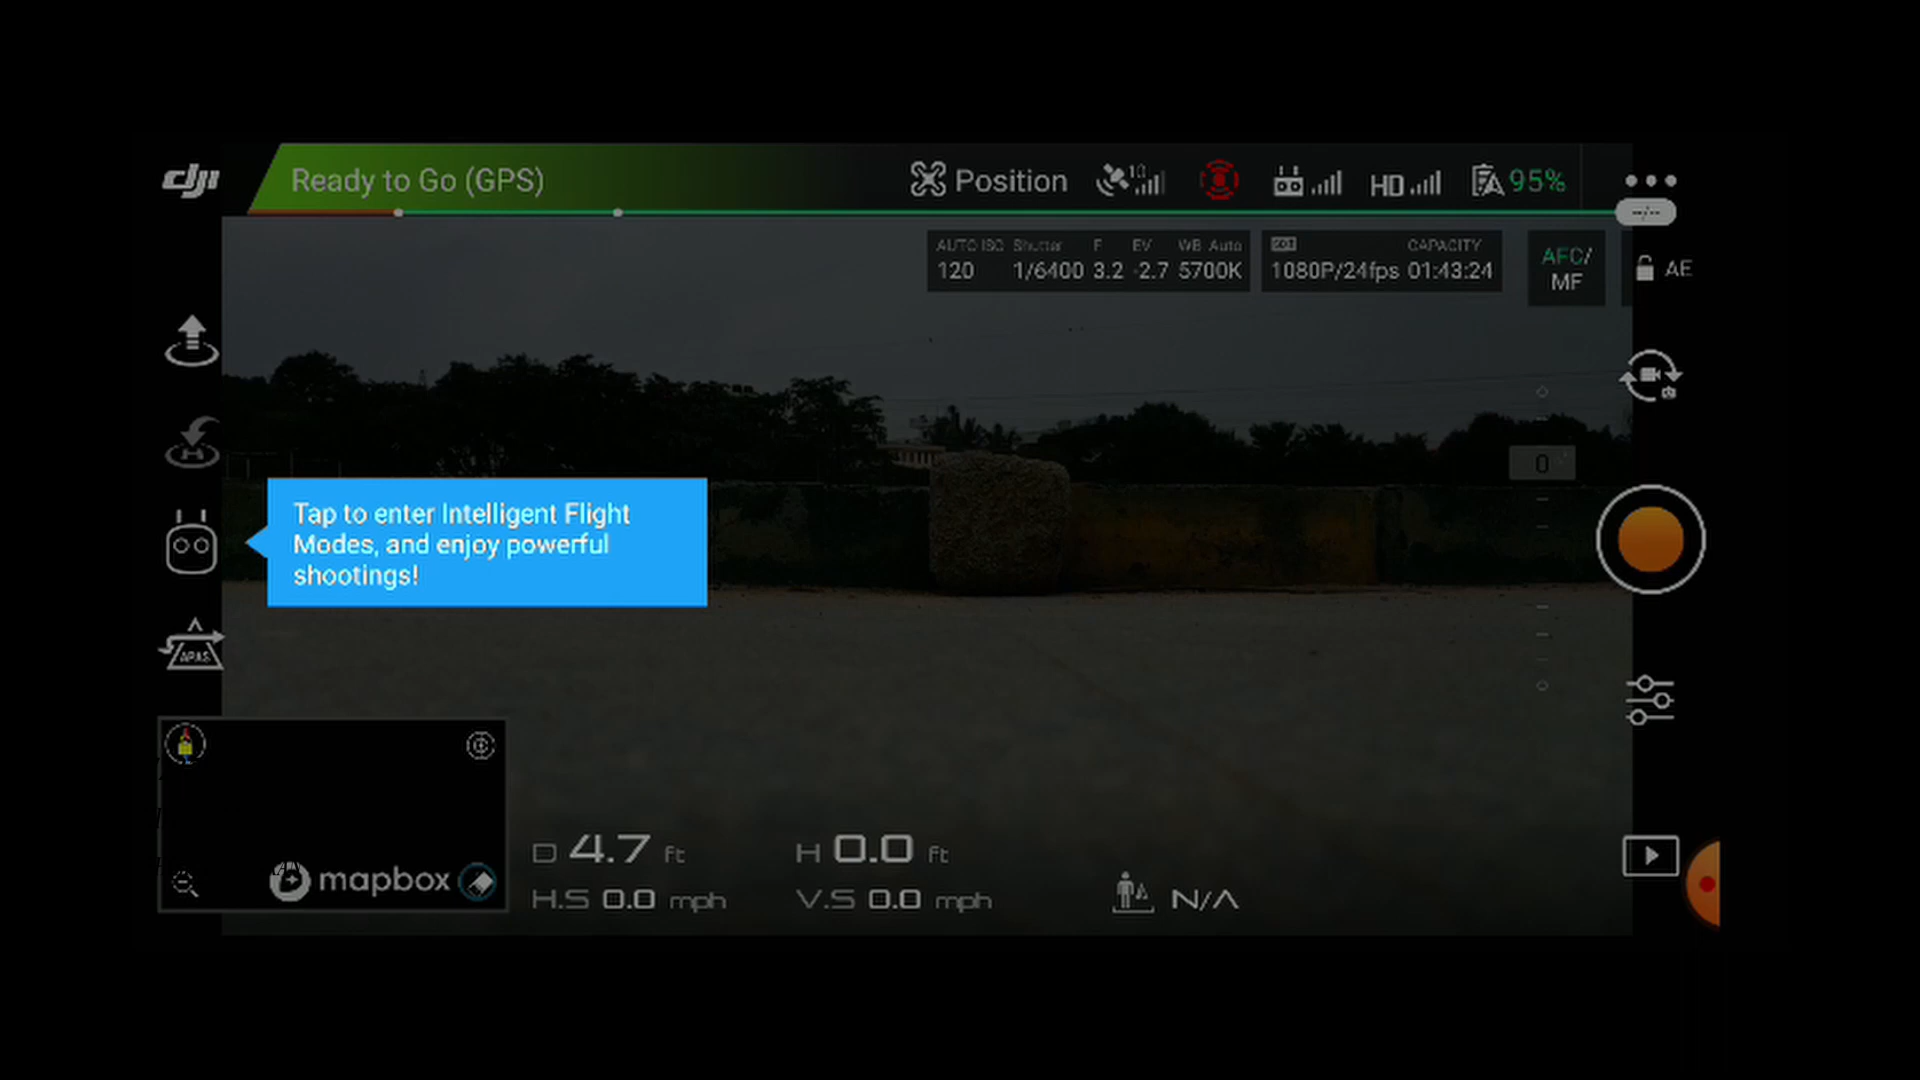 dji
Ready to Go (GPS)
Position
10
HD
95%
--/--
AUTO ISO Shutter F EV WB Auto
120 1/6400 3.2 -2.7 5700K
CAPACITY
1080P/24fps 01:43:24
AFC/
MF
AE
0
Tap to enter Intelligent Flight
Modes, and enjoy powerful
shootings!
APAS
mapbox
D 4.7 ft
H 0.0 ft
H.S 0.0 mph
V.S 0.0 mph
N/A